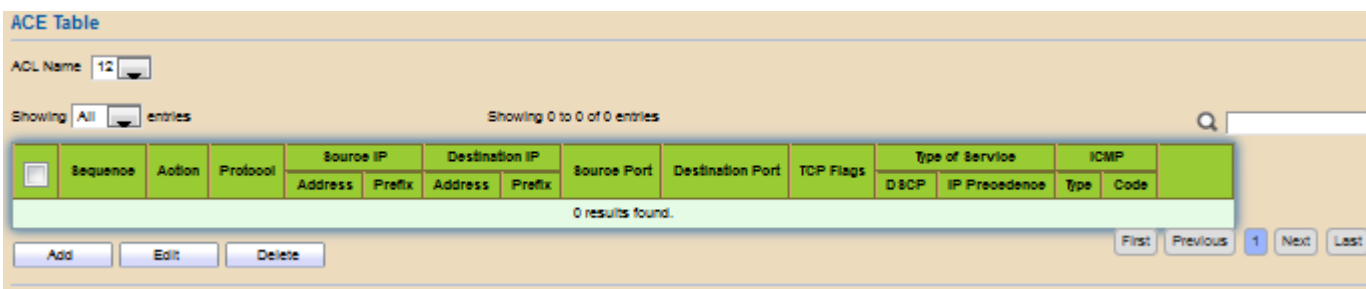 ACE Table
ACL Name 12
Showing All entries Showing 0 to 0 of 0 entries
Sequence Action Protocol Source IP Destination IP Source Port Destination Port TCP Flags Type of Service ICMP
Address Prefix Address Prefix DSCP IP Precedence Type Code
0 results found.
Add Edit Delete First Previous 1 Next Last